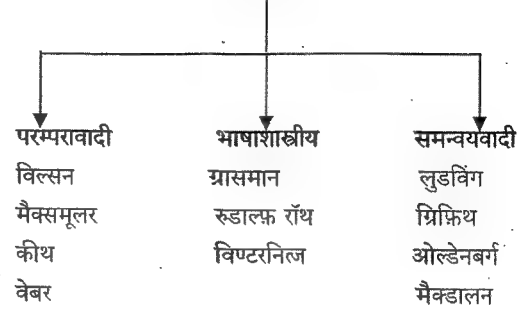 परम्परावादी भाषाशास्त्रीय समन्वयवादी
विल्सन ग्रासमान लुडविंग
मैक्समूलर रुडाल्फ़ रॉथ ग्रिफ़िथ
कीथ विण्टरनित्ज ओल्डेनबर्ग
वेबर मैक्डालन